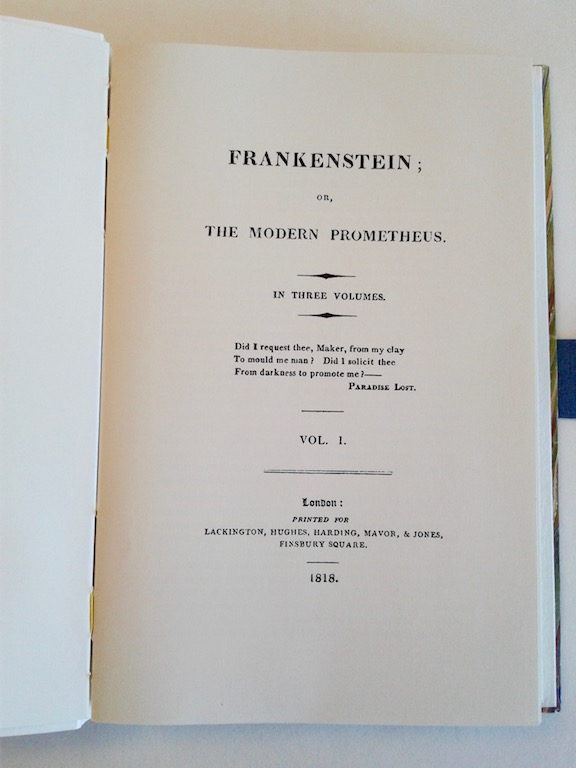 FRANKENSTEIN;
OR,
THE MODERN PROMETHEUS.
IN THREE VOLUMES.
Did I request thee, Maker, from my clay
To mould me man? Did I solicit thee
From darkness to promote me?——
PARADISE LOST.
VOL. I.
London:
PRINTED FOR
LACKINGTON, HUGHES, HARDING, MAVOR, & JONES,
FINSBURY SQUARE.
1818.